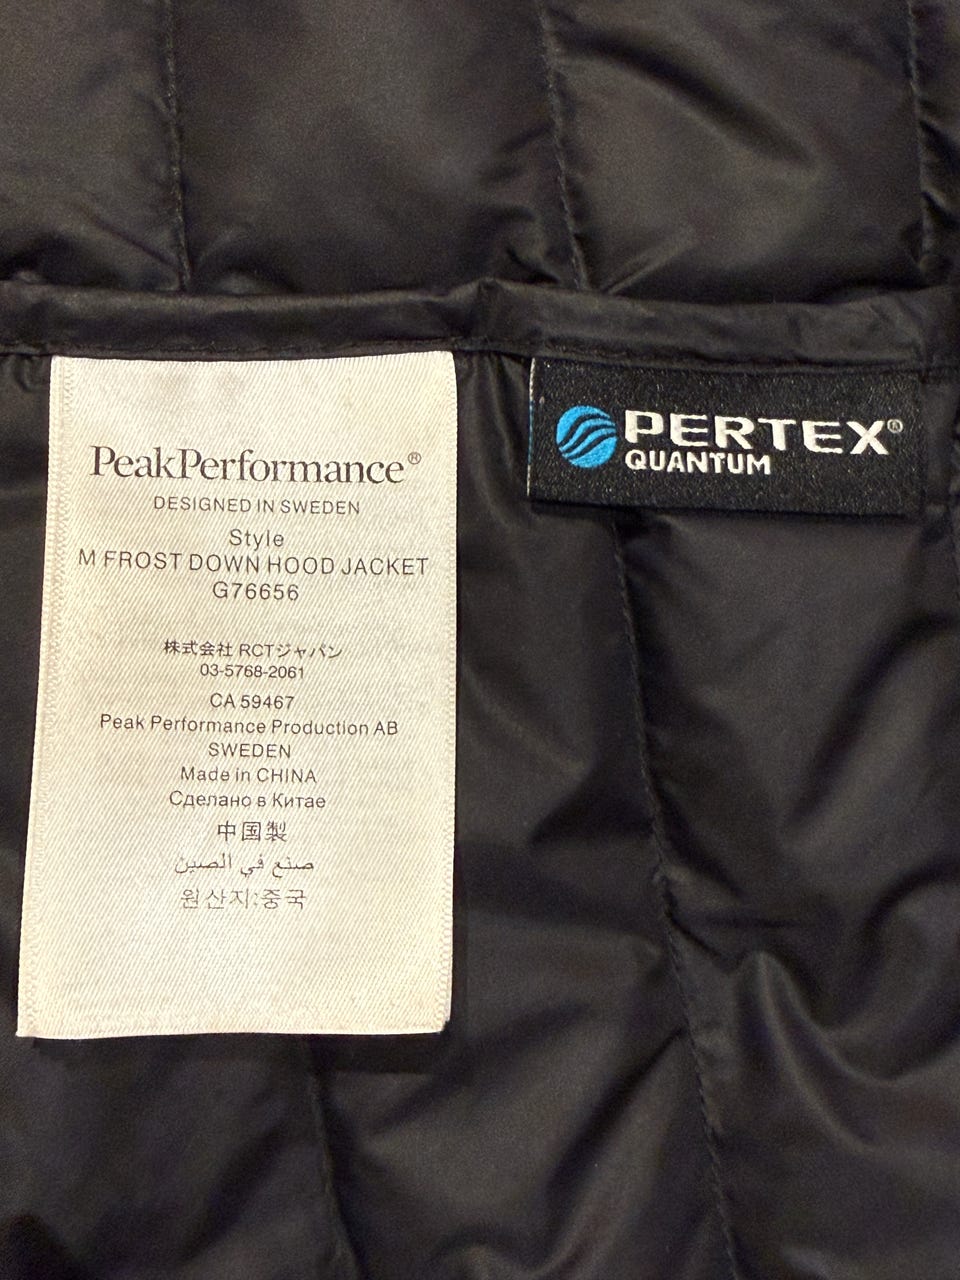 PeakPerformance®
DESIGNED IN SWEDEN
Style
M FROST DOWN HOOD JACKET
G76656
株式会社 RCTジャパン
03-5768-2061
CA 59467
Peak Performance Production AB
SWEDEN
Made in CHINA
Сделано в Китае
中国製
صنع في الصين
원산지:중국
PERTEX®
QUANTUM